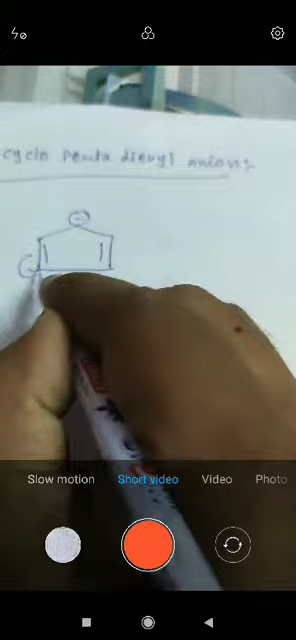 cyclo Penta dienyl anion:-
Slow motion Short video Video Photo